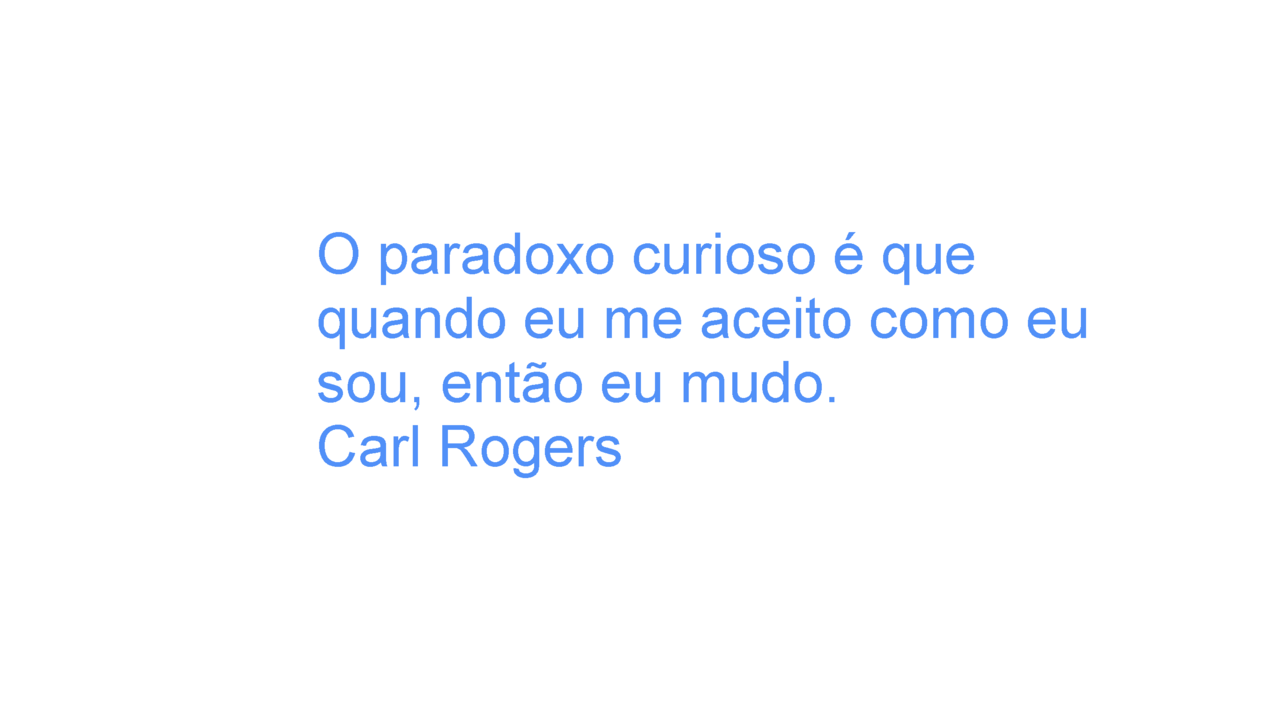 O paradoxo curioso é que
quando eu me aceito como eu
sou, então eu mudo.
Carl Rogers